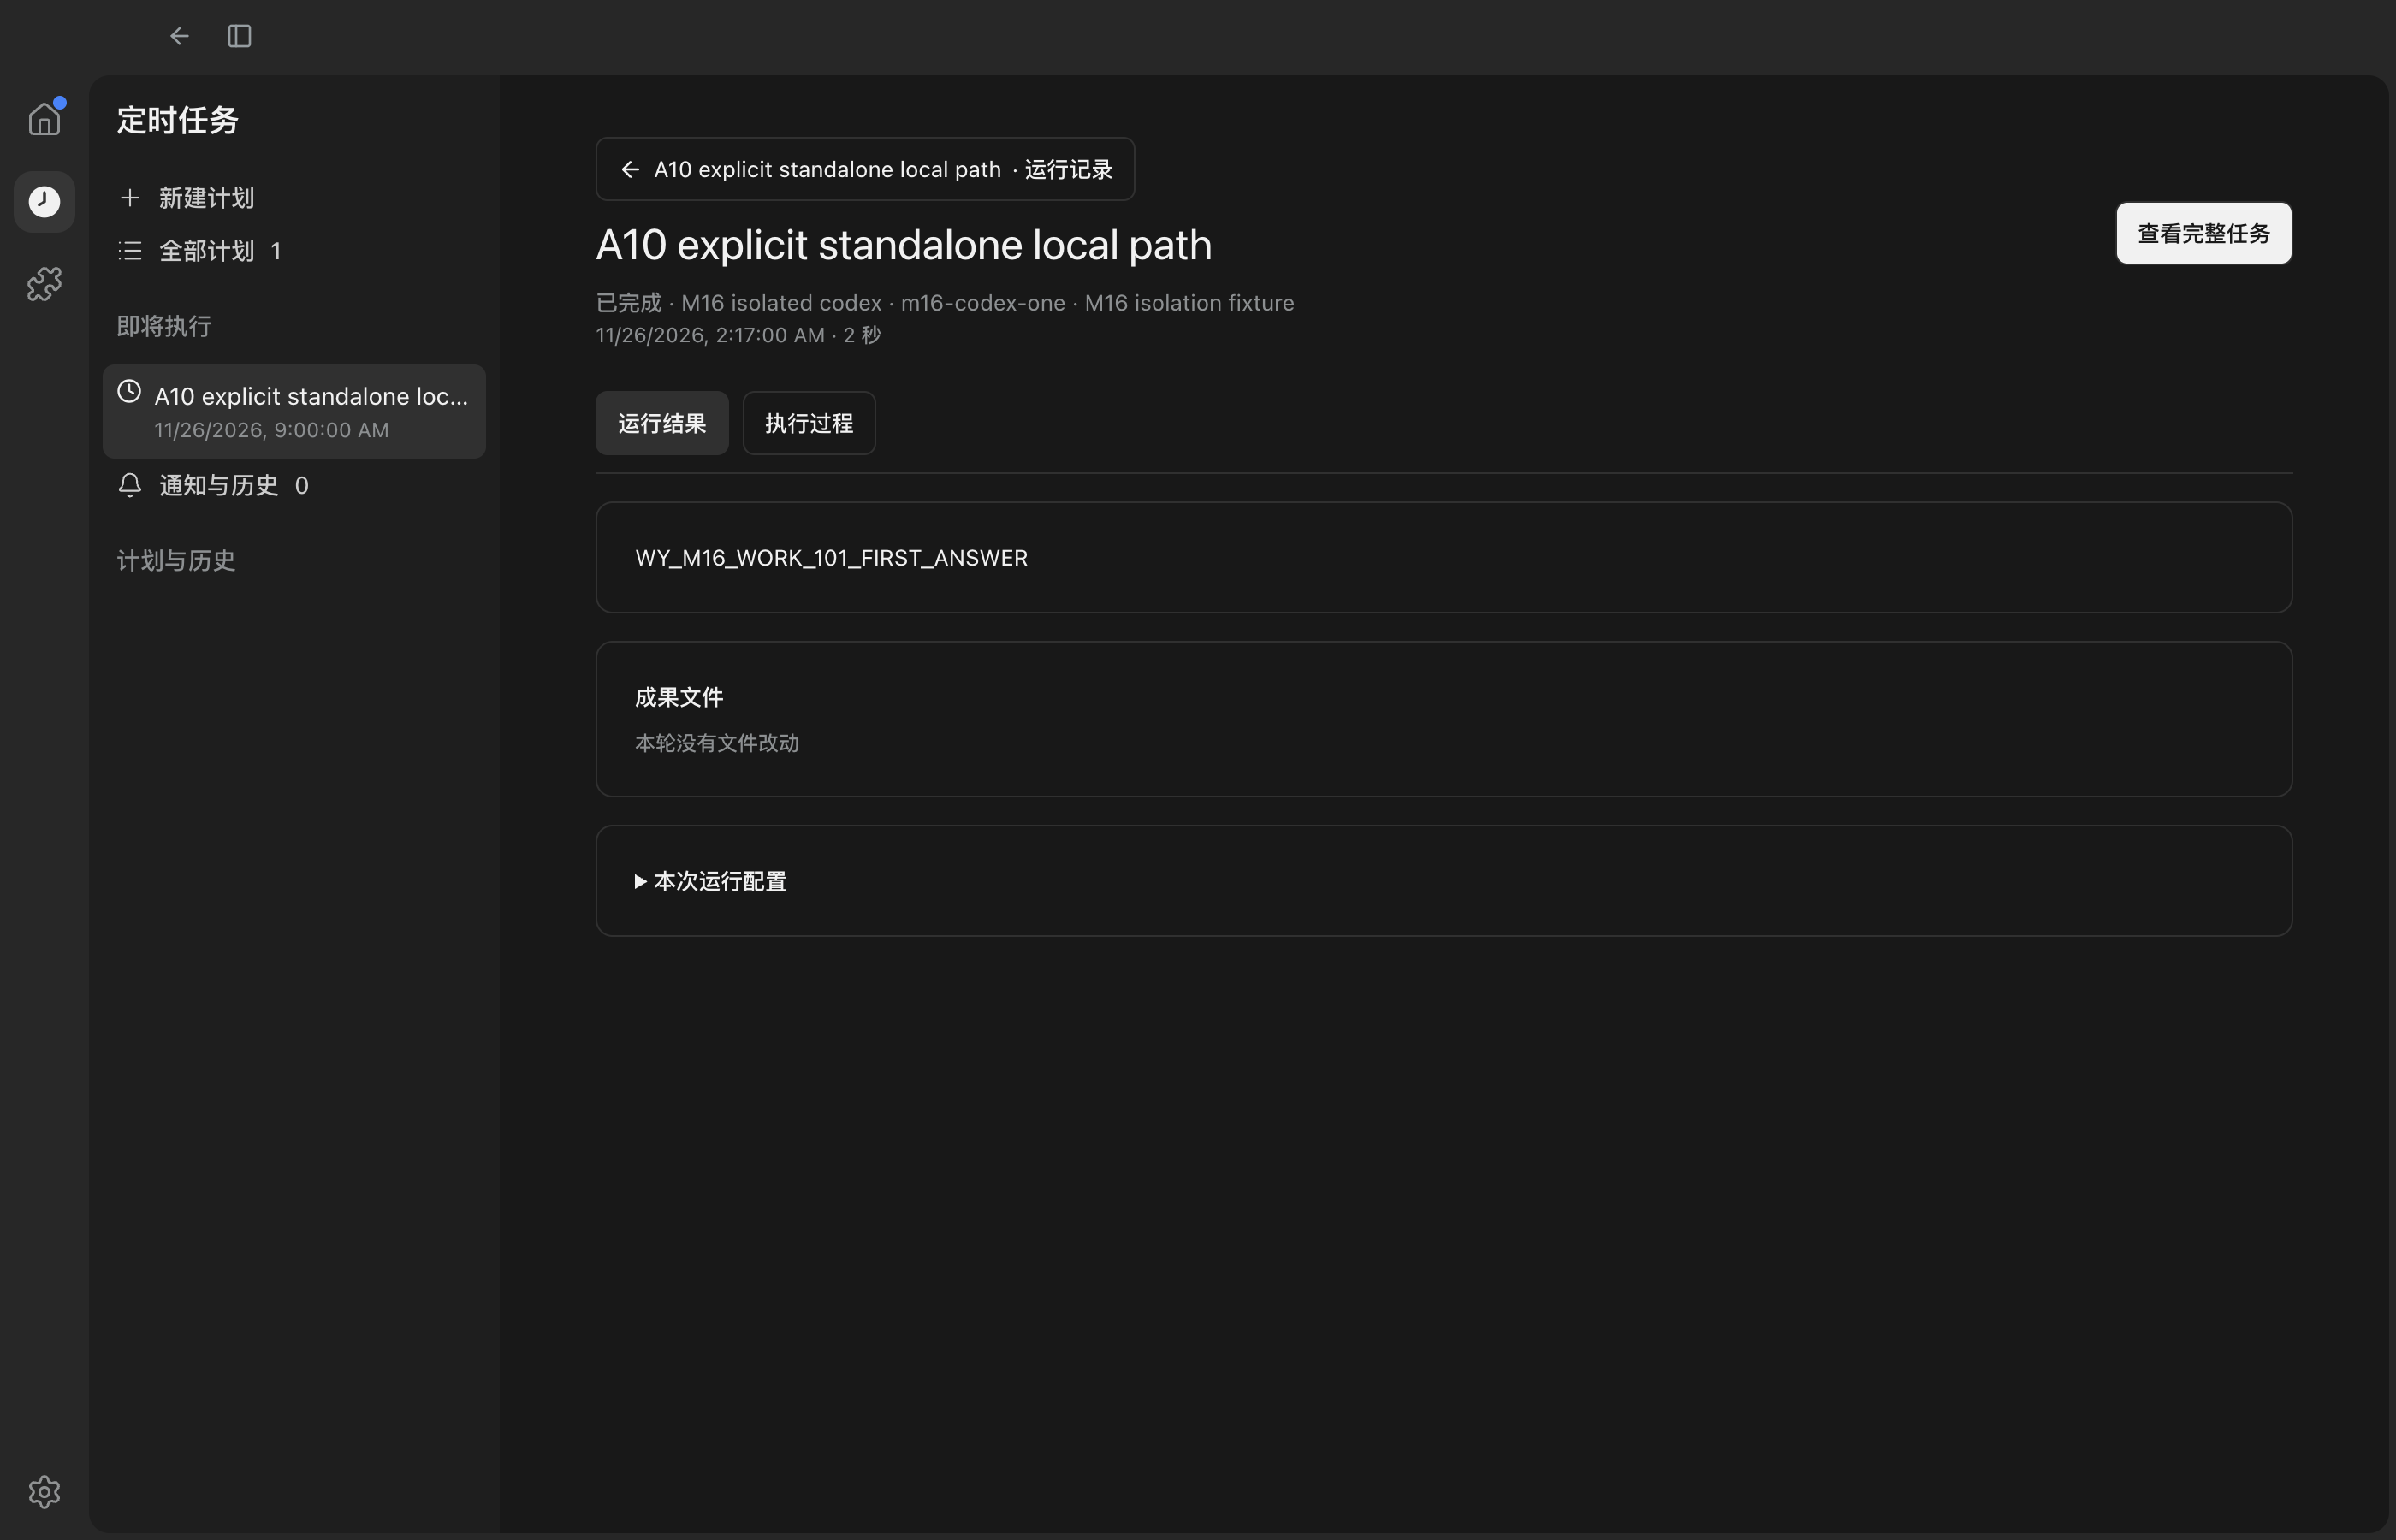 定时任务
新建计划
全部计划 1
即将执行
A10 explicit standalone loc...
11/26/2026, 9:00:00 AM
通知与历史 0
计划与历史
A10 explicit standalone local path · 运行记录
A10 explicit standalone local path
查看完整任务
已完成 · M16 isolated codex · m16-codex-one · M16 isolation fixture
11/26/2026, 2:17:00 AM · 2 秒
运行结果
执行过程
WY_M16_WORK_101_FIRST_ANSWER
成果文件
本轮没有文件改动
本次运行配置